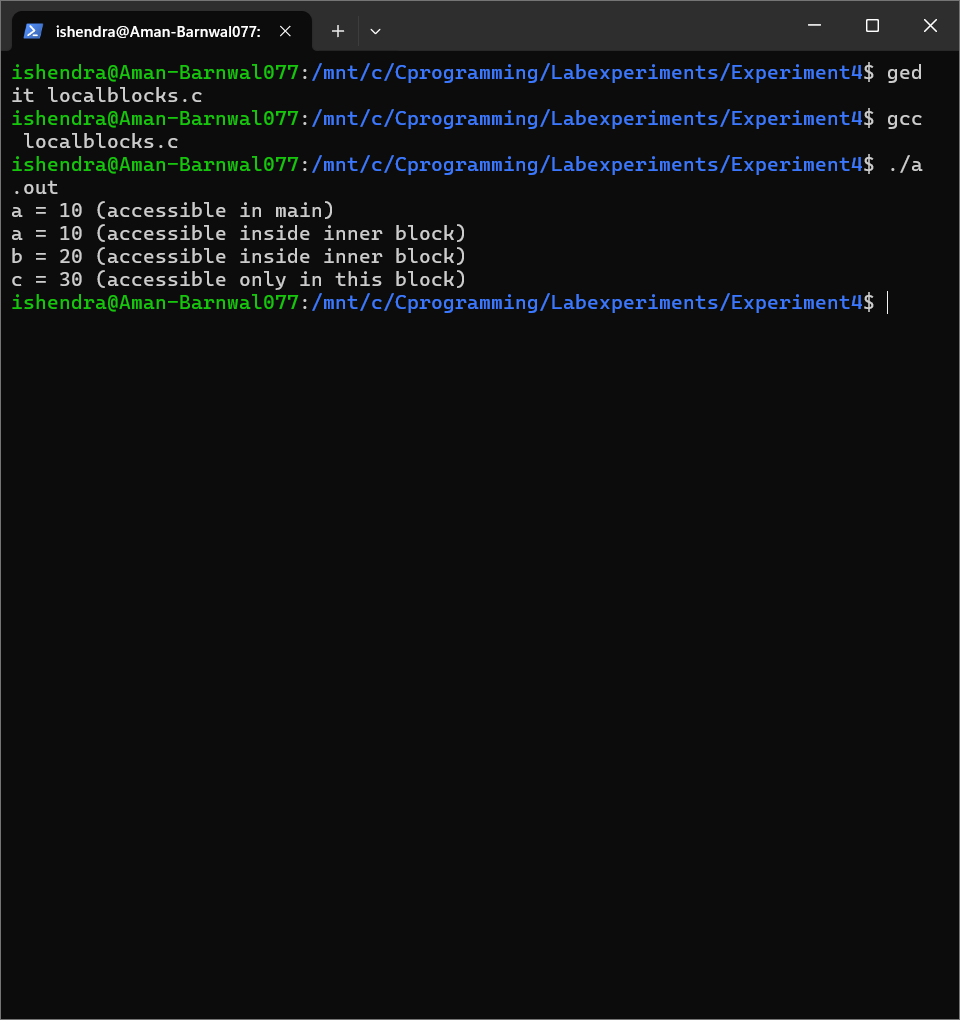 ishendra@Aman-Barnwal077:
ishendra@Aman-Barnwal077:/mnt/c/Cprogramming/Labexperiments/Experiment4$ ged
it localblocks.c
ishendra@Aman-Barnwal077:/mnt/c/Cprogramming/Labexperiments/Experiment4$ gcc
 localblocks.c
ishendra@Aman-Barnwal077:/mnt/c/Cprogramming/Labexperiments/Experiment4$ ./a
.out
a = 10 (accessible in main)
a = 10 (accessible inside inner block)
b = 20 (accessible inside inner block)
c = 30 (accessible only in this block)
ishendra@Aman-Barnwal077:/mnt/c/Cprogramming/Labexperiments/Experiment4$